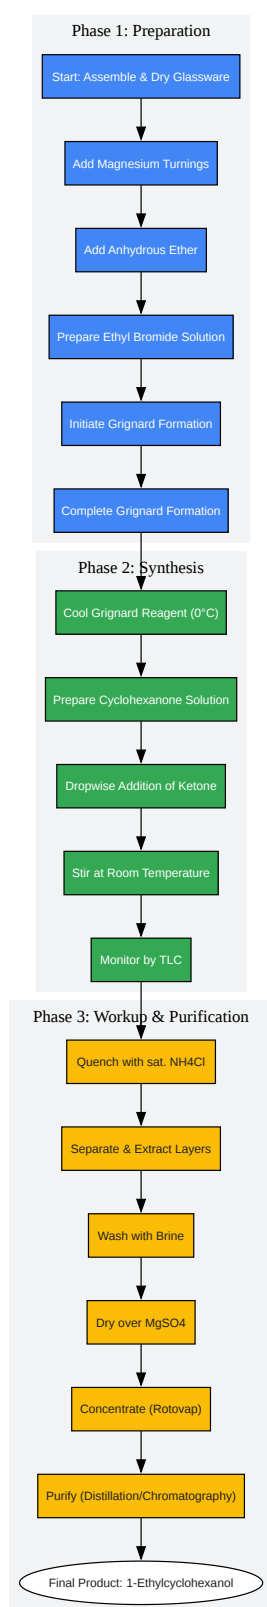 Phase 1: Preparation
Start: Assemble & Dry Glassware
Add Magnesium Turnings
Add Anhydrous Ether
Prepare Ethyl Bromide Solution
Initiate Grignard Formation
Complete Grignard Formation
Phase 2: Synthesis
Cool Grignard Reagent (0°C)
Prepare Cyclohexanone Solution
Dropwise Addition of Ketone
Stir at Room Temperature
Monitor by TLC
Phase 3: Workup & Purification
Quench with sat. NH4Cl
Separate & Extract Layers
Wash with Brine
Dry over MgSO4
Concentrate (Rotovap)
Purify (Distillation/Chromatography)
Final Product: 1-Ethylcyclohexanol